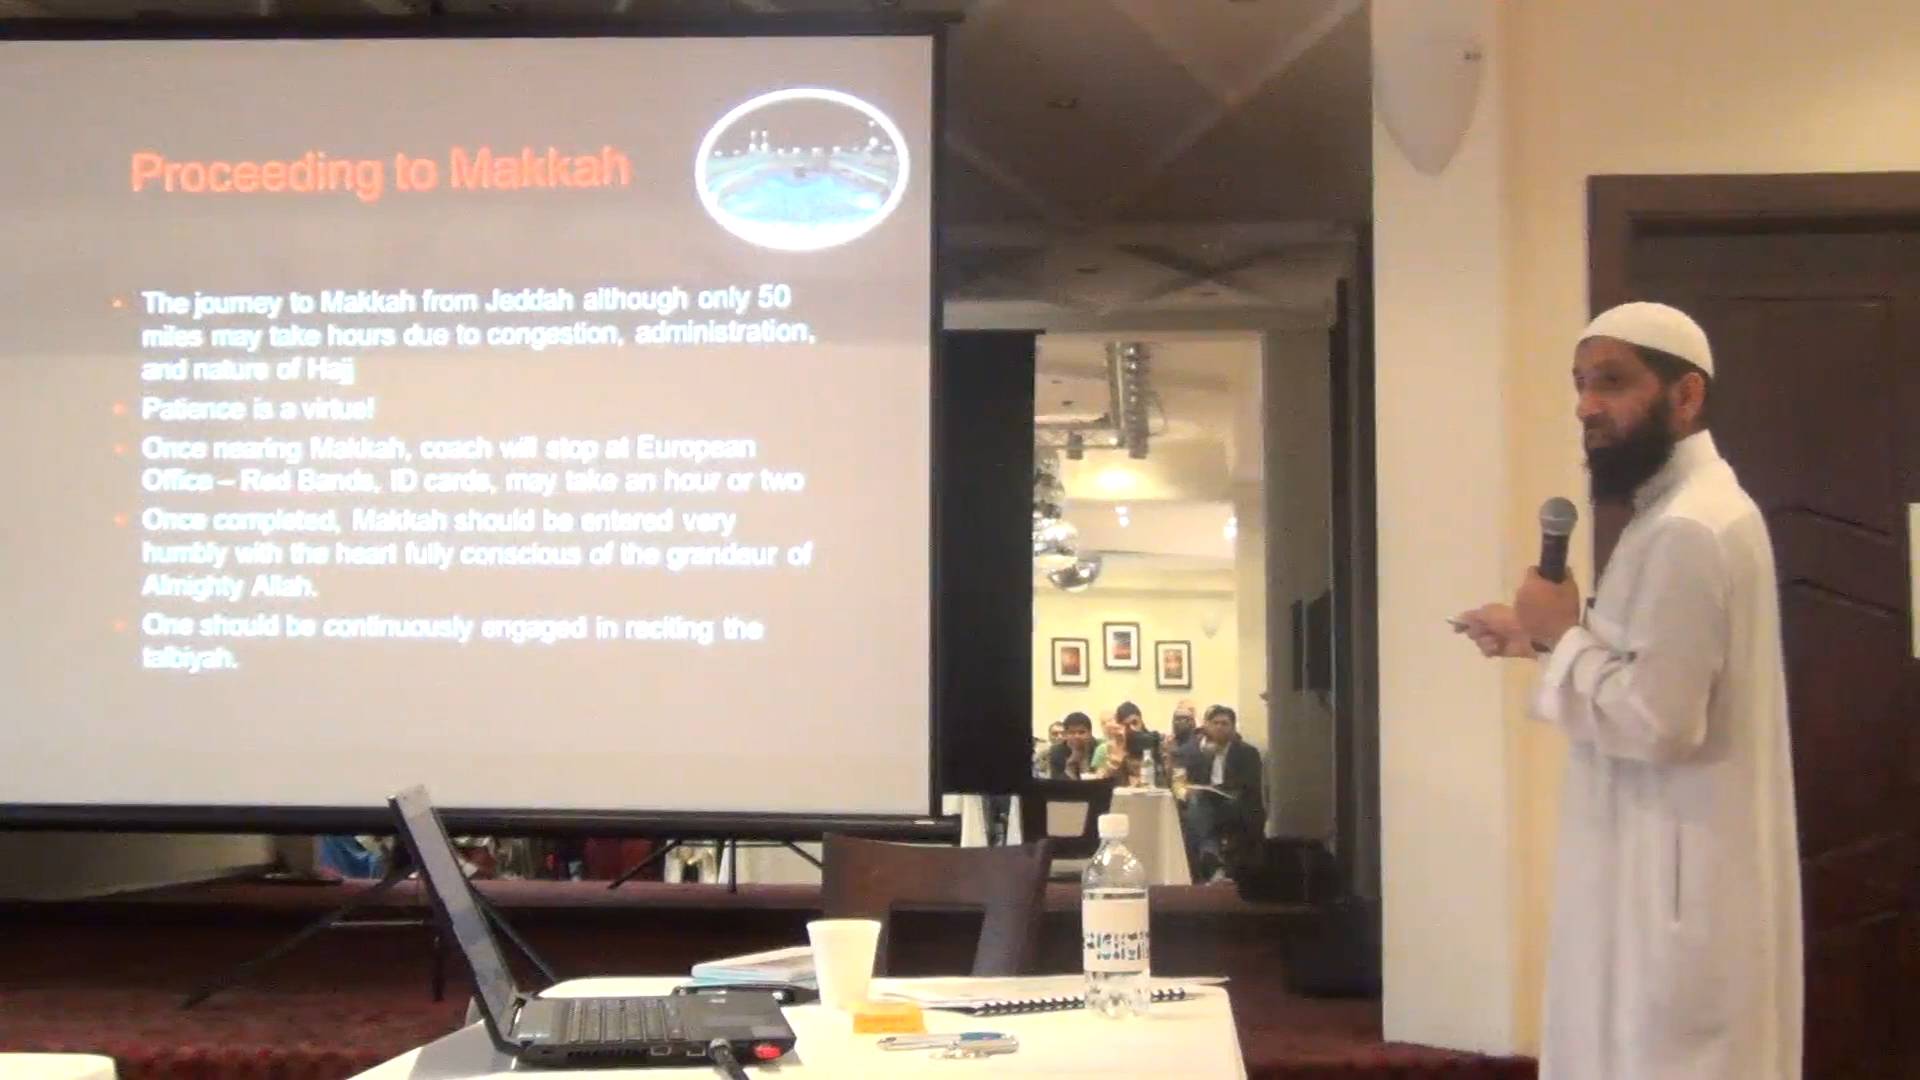 Proceeding to Makkah
The journey to Makkah from Jeddah although only 50
miles may take hours due to congestion, administration,
and nature of Hajj
Patience is a virtue!
Once nearing Makkah, coach will stop at European
Office – Red Bands, ID cards, may take an hour or two
Once completed, Makkah should be entered very
humbly with the heart fully conscious of the grandeur of
Almighty Allah.
One should be continuously engaged in reciting the
talbiyah.